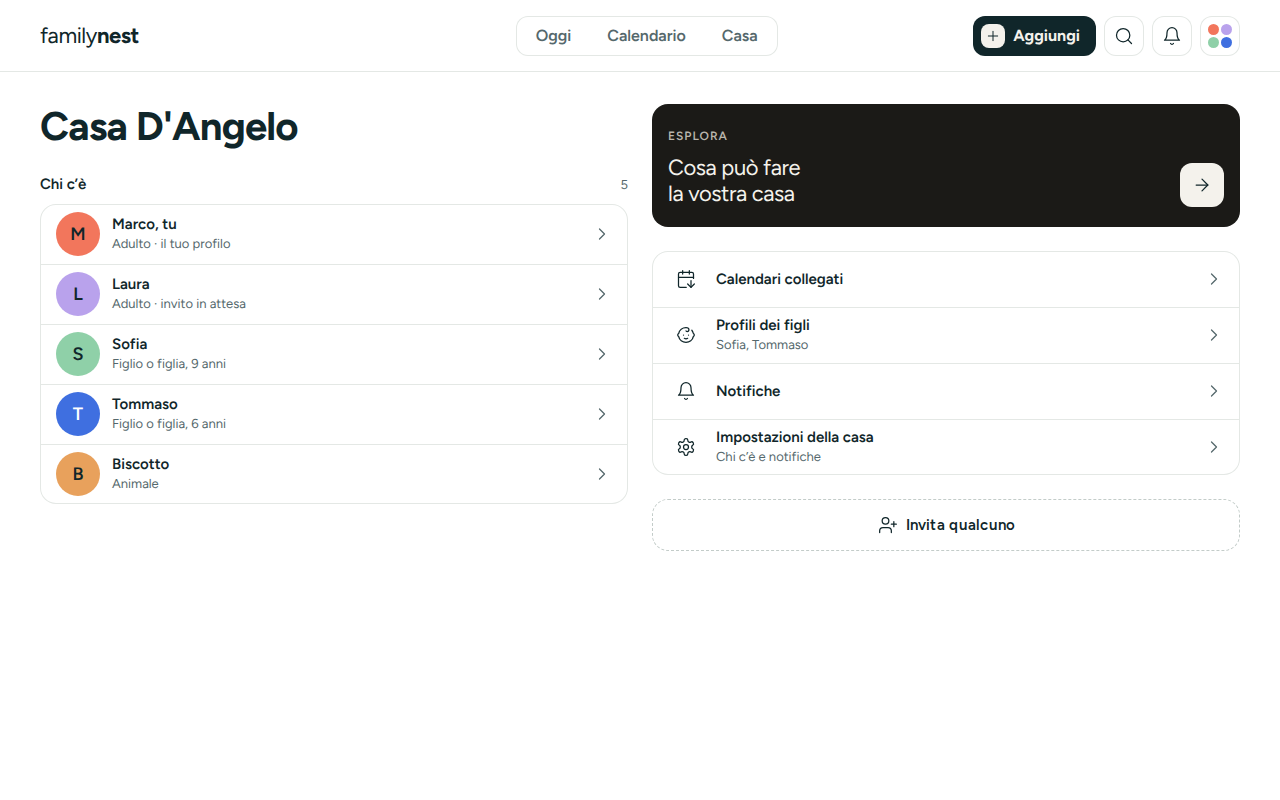 familynest
Oggi
Calendario
Casa
Aggiungi
Casa D'Angelo
Chi c’è
5
M
Marco, tu
Adulto · il tuo profilo
L
Laura
Adulto · invito in attesa
S
Sofia
Figlio o figlia, 9 anni
T
Tommaso
Figlio o figlia, 6 anni
B
Biscotto
Animale
ESPLORA
Cosa può fare
la vostra casa
Calendari collegati
Profili dei figli
Sofia, Tommaso
Notifiche
Impostazioni della casa
Chi c’è e notifiche
Invita qualcuno